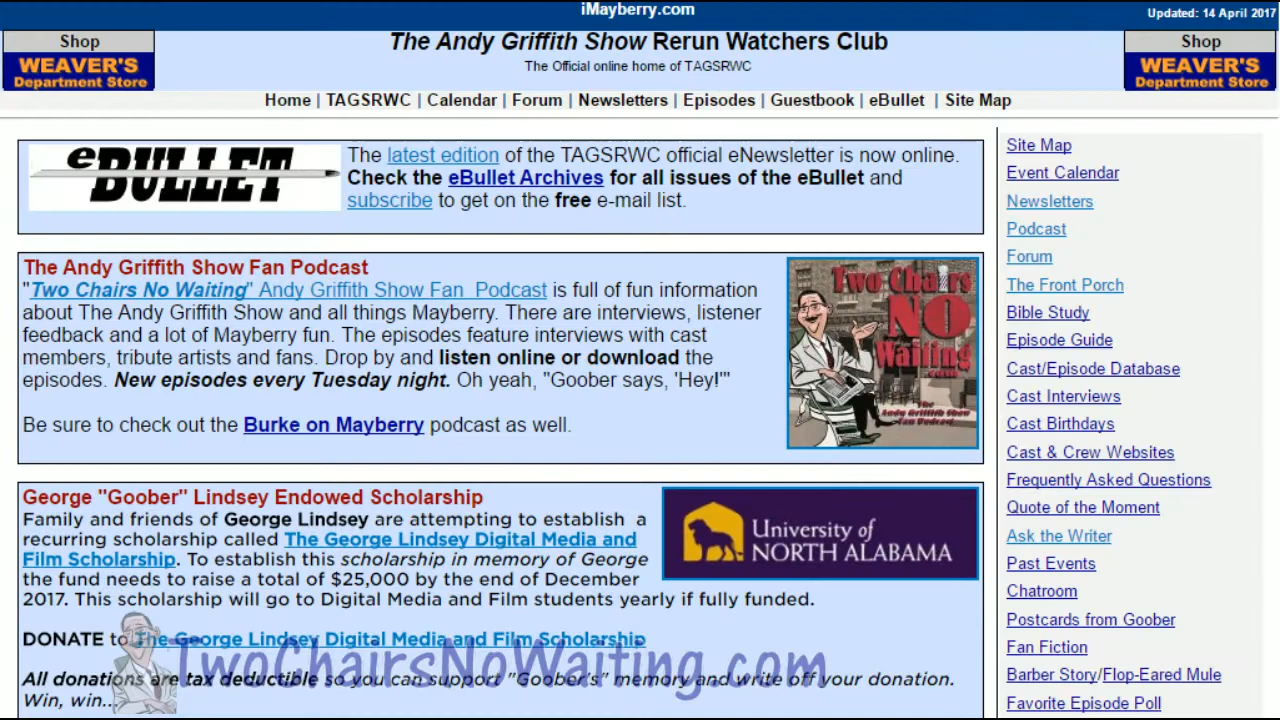 iMayberry.com
Updated: 14 April 2017
Shop
WEAVER'S
Department Store
The Andy Griffith Show Rerun Watchers Club
The Official online home of TAGSRWC
Shop
WEAVER'S
Department Store
Home | TAGSRWC | Calendar | Forum | Newsletters | Episodes | Guestbook | eBullet | Site Map
eBULLET
The latest edition of the TAGSRWC official eNewsletter is now online.
Check the eBullet Archives for all issues of the eBullet and
subscribe to get on the free e-mail list.
The Andy Griffith Show Fan Podcast
"Two Chairs No Waiting" Andy Griffith Show Fan Podcast is full of fun information
about The Andy Griffith Show and all things Mayberry. There are interviews, listener
feedback and a lot of Mayberry fun. The episodes feature interviews with cast
members, tribute artists and fans. Drop by and listen online or download the
episodes. New episodes every Tuesday night. Oh yeah, "Goober says, 'Hey!'"
Be sure to check out the Burke on Mayberry podcast as well.
Two Chairs
NO
Waiting
.com
The
Andy Griffith Show
Fan Podcast
George "Goober" Lindsey Endowed Scholarship
Family and friends of George Lindsey are attempting to establish a
recurring scholarship called The George Lindsey Digital Media and
Film Scholarship. To establish this scholarship in memory of George
the fund needs to raise a total of $25,000 by the end of December
2017. This scholarship will go to Digital Media and Film students yearly if fully funded.
University of
NORTH ALABAMA
DONATE to The George Lindsey Digital Media and Film Scholarship
All donations are tax deductible so you can support "Goober's" memory and write off your donation.
Win, win...
TwoChairsNoWaiting.com
Site Map
Event Calendar
Newsletters
Podcast
Forum
The Front Porch
Bible Study
Episode Guide
Cast/Episode Database
Cast Interviews
Cast Birthdays
Cast & Crew Websites
Frequently Asked Questions
Quote of the Moment
Ask the Writer
Past Events
Chatroom
Postcards from Goober
Fan Fiction
Barber Story/Flop-Eared Mule
Favorite Episode Poll